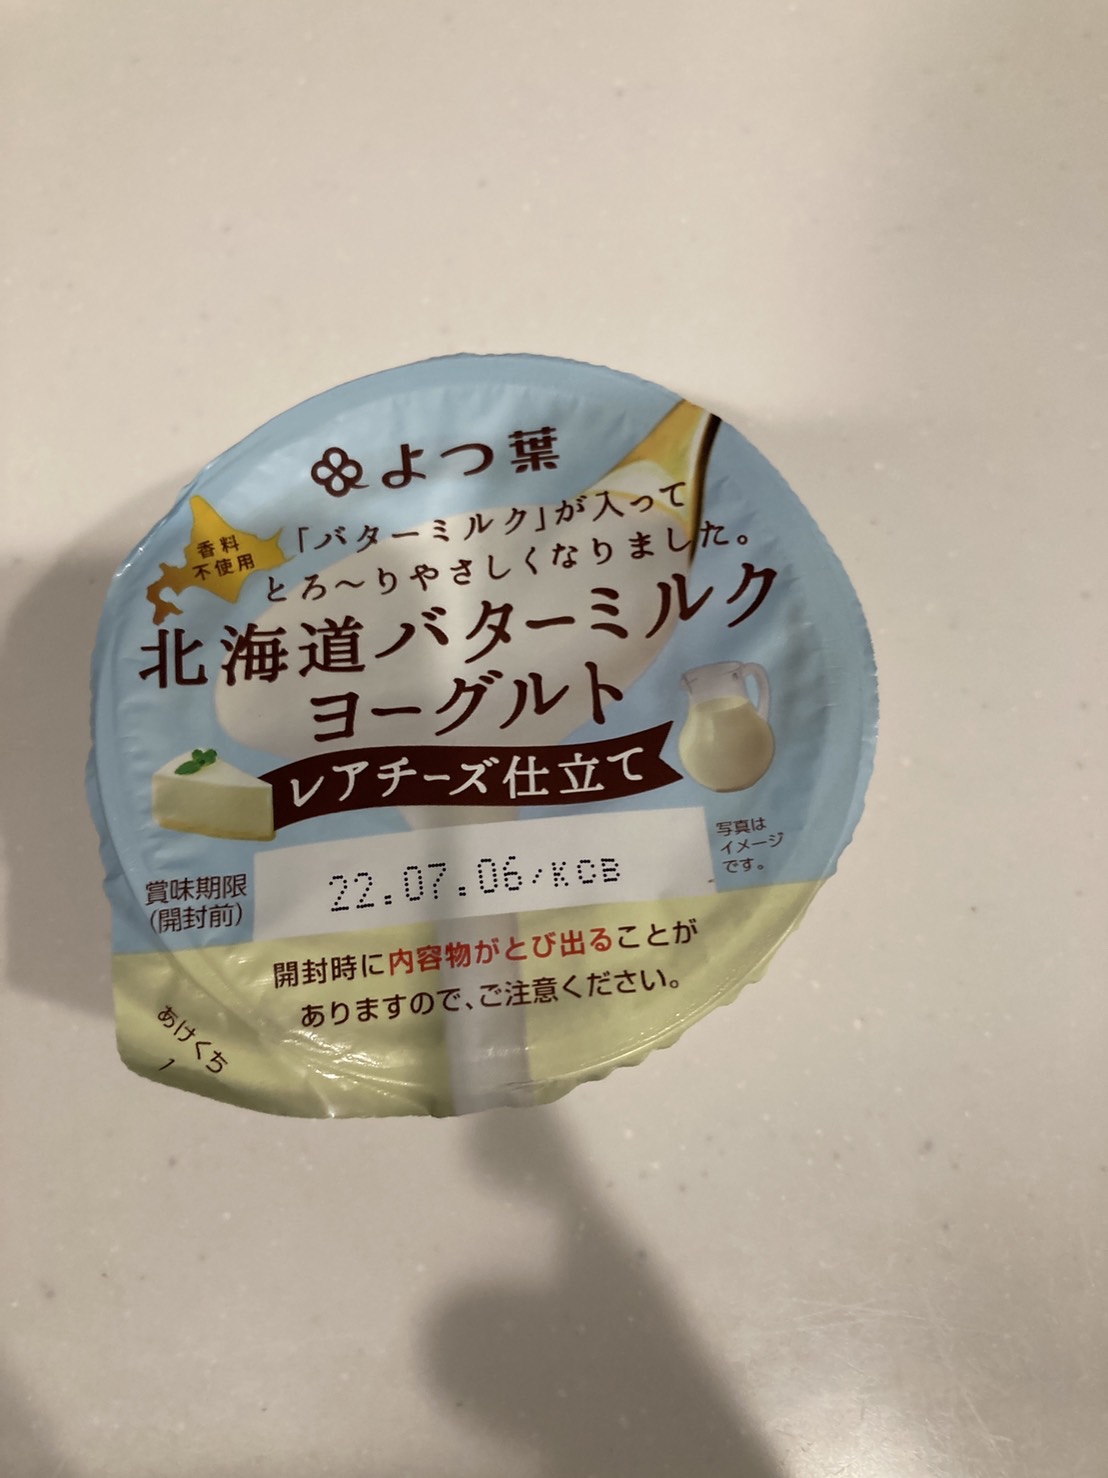 よつ葉
香料
不使用
「バターミルク」が入って
とろ〜りやさしくなりました。
北海道バターミルク
ヨーグルト
レアチーズ仕立て
写真は
イメージ
です。
賞味期限
(開封前)
22.07.06/KCB
開封時に内容物がとび出ることが
ありますので、ご注意ください。
あけくち